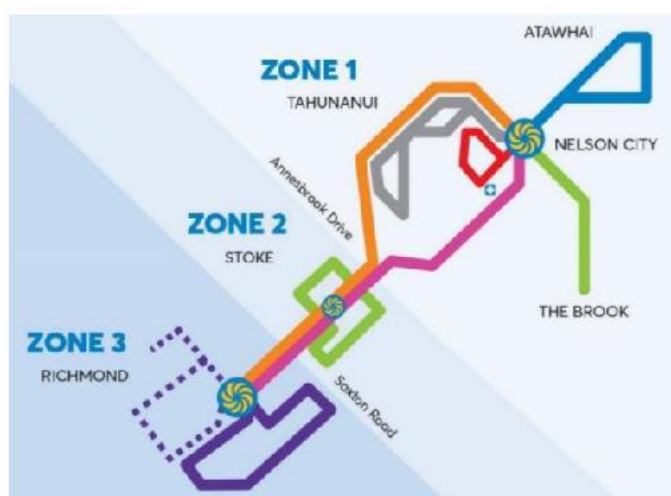 ATAWHAI
ZONE 1
TAHUNANUI
NELSON CITY
Annesbrook Drive
ZONE 2
STOKE
THE BROOK
ZONE 3
RICHMOND
Saxton Road